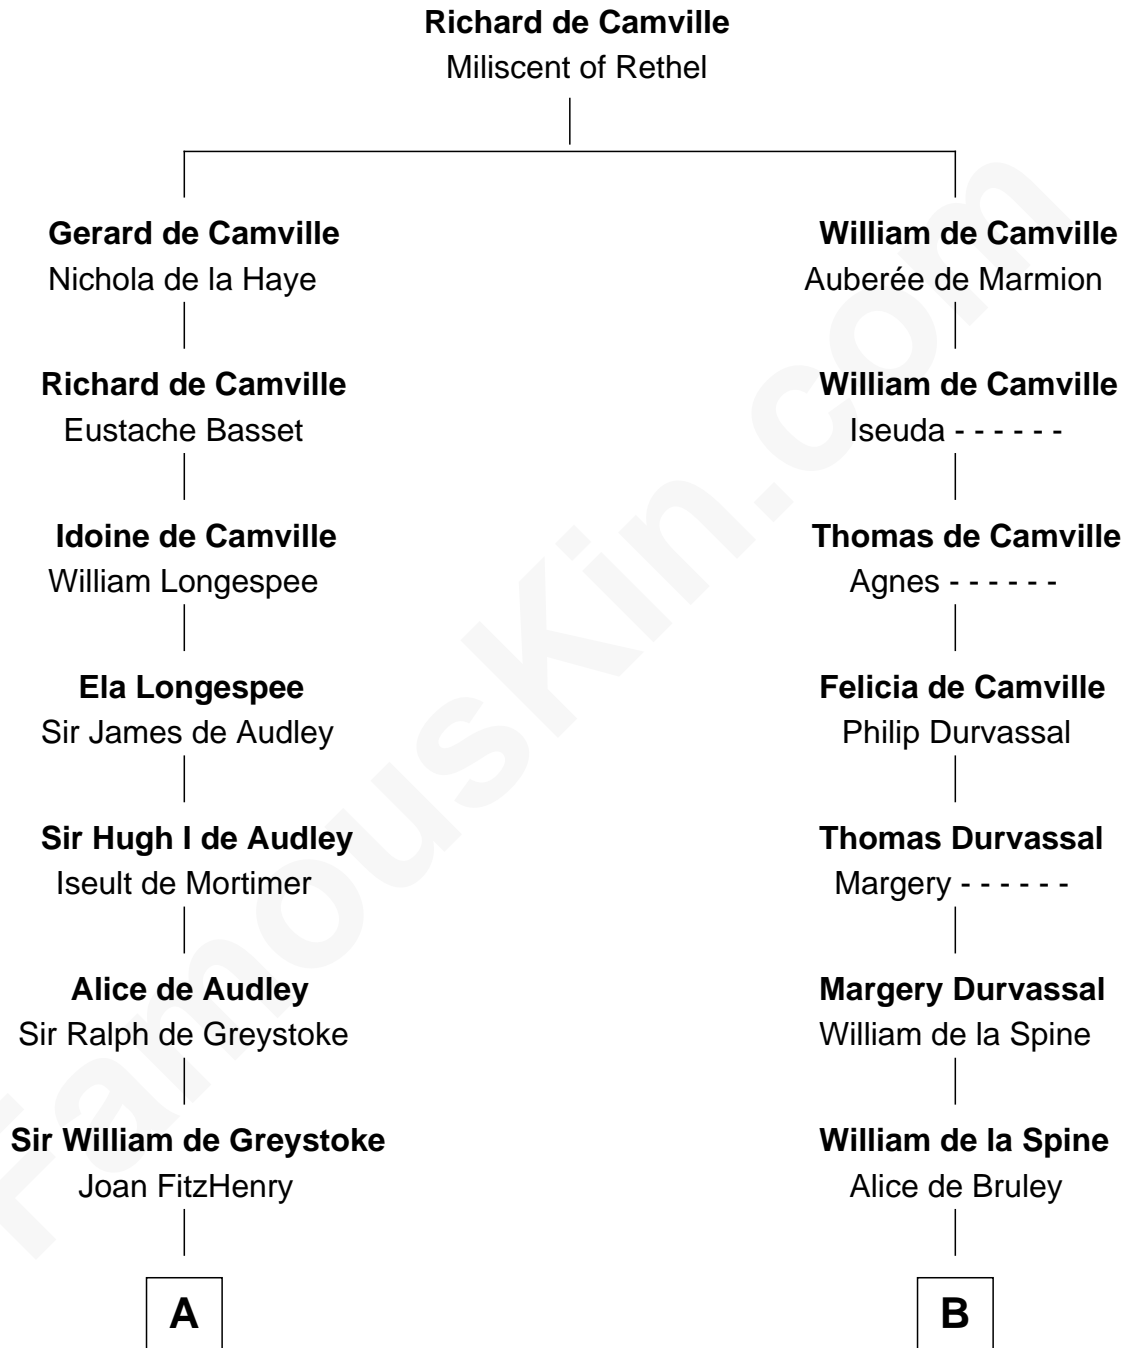 Richard de Camville
Miliscent of Rethel
Gerard de Camville
Nichola de la Haye
William de Camville
Auberée de Marmion
Richard de Camville
Eustache Basset
William de Camville
Iseuda - - - - - -
Idoine de Camville
William Longespee
Thomas de Camville
Agnes - - - - - -
Ela Longespee
Sir James de Audley
Felicia de Camville
Philip Durvassal
Sir Hugh I de Audley
Iseult de Mortimer
Thomas Durvassal
Margery - - - - - -
Alice de Audley
Sir Ralph de Greystoke
Margery Durvassal
William de la Spine
Sir William de Greystoke
Joan FitzHenry
William de la Spine
Alice de Bruley
A
B
FamousKin.com